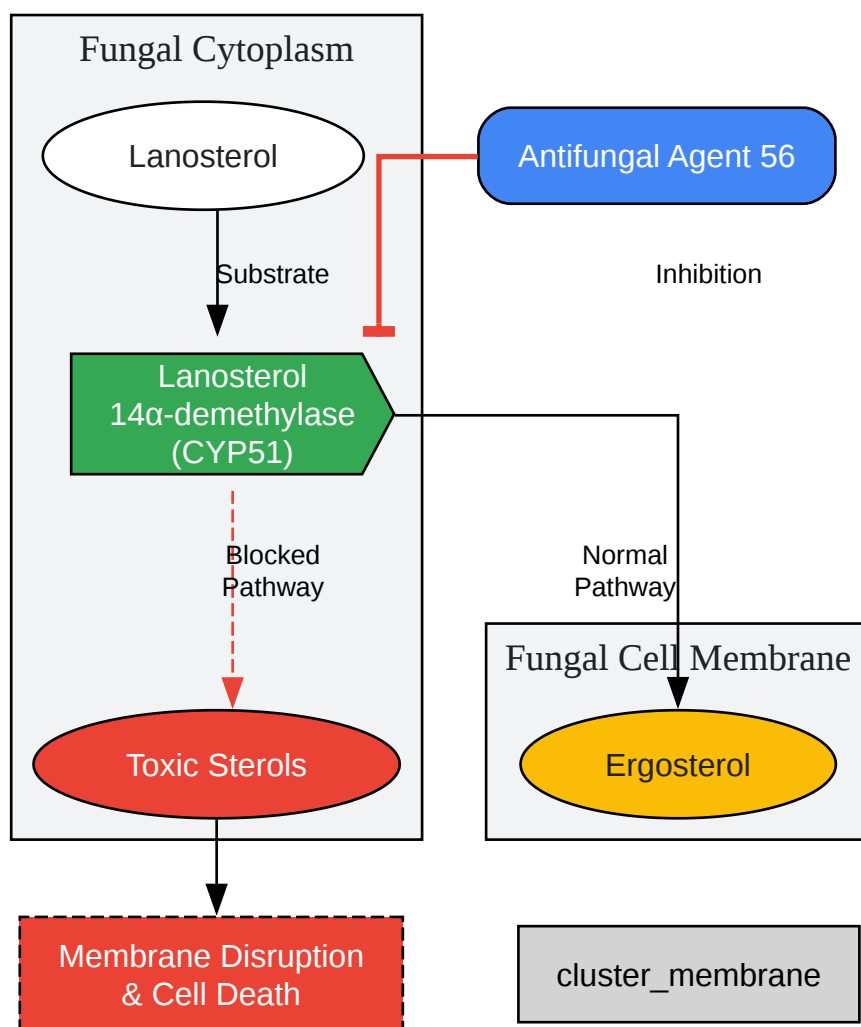 Fungal Cytoplasm
Lanosterol
Antifungal Agent 56
Substrate
Inhibition
Lanosterol
14α-demethylase
(CYP51)
Blocked
Pathway
Normal
Pathway
Fungal Cell Membrane
Toxic Sterols
Ergosterol
Membrane Disruption
& Cell Death
cluster_membrane